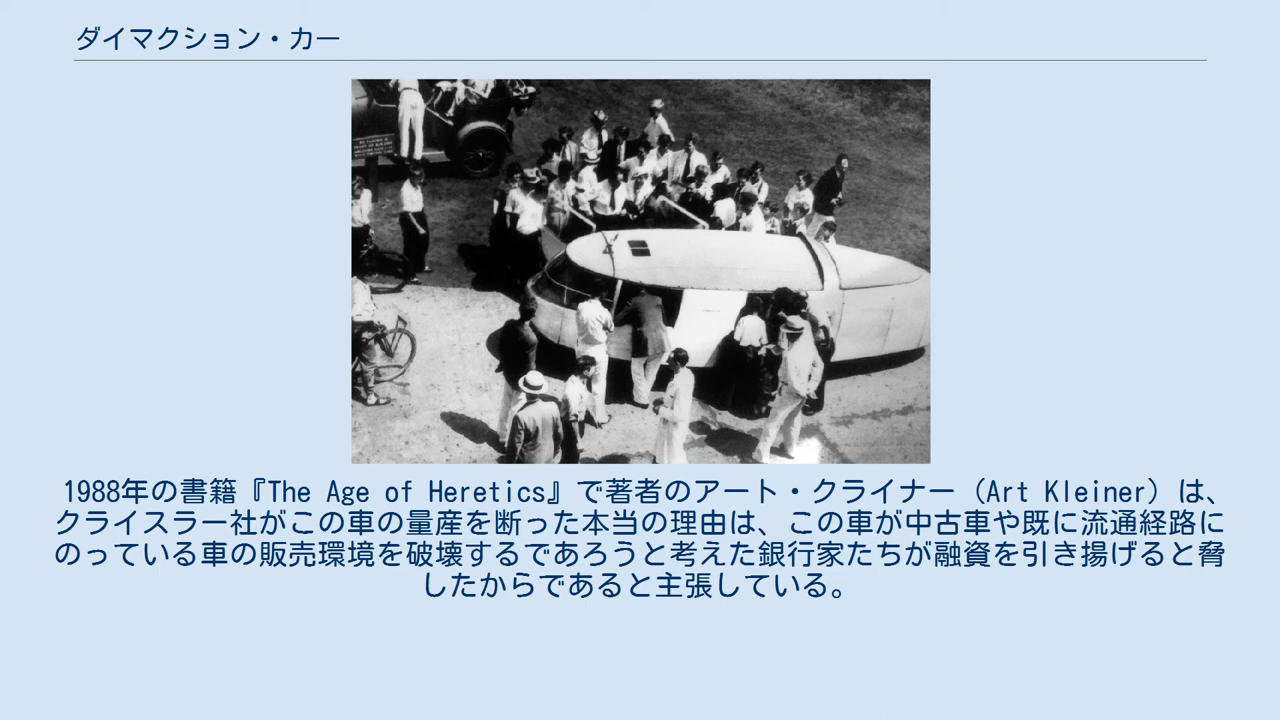 ダイマクション・カー
1988年の書籍『The Age of Heretics』で著者のアート・クライナー（Art Kleiner）は、
クライスラー社がこの車の量産を断った本当の理由は、この車が中古車や既に流通経路に
のっている車の販売環境を破壊するであろうと考えた銀行家たちが融資を引き揚げると脅
したからであると主張している。